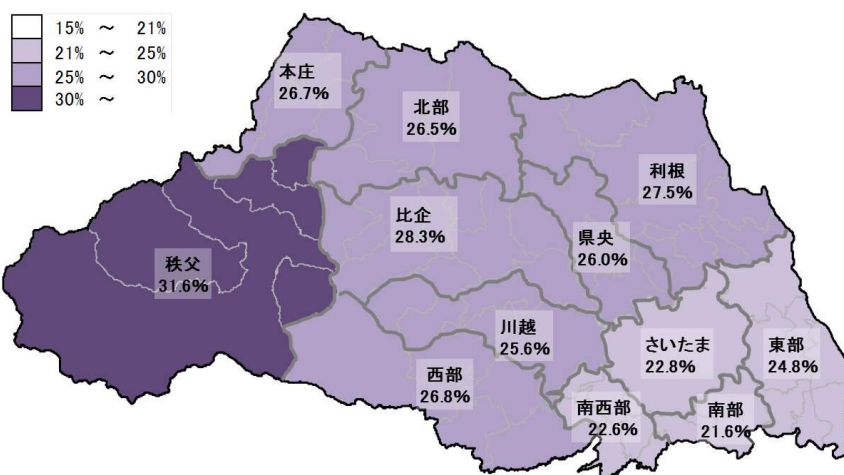 15% ～ 21%
21% ～ 25%
25% ～ 30%
30% ～
本庄
26.7%
北部
26.5%
利根
27.5%
比企
28.3%
県央
26.0%
秩父
31.6%
川越
25.6%
さいたま
22.8%
東部
24.8%
西部
26.8%
南西部
22.6%
南部
21.6%